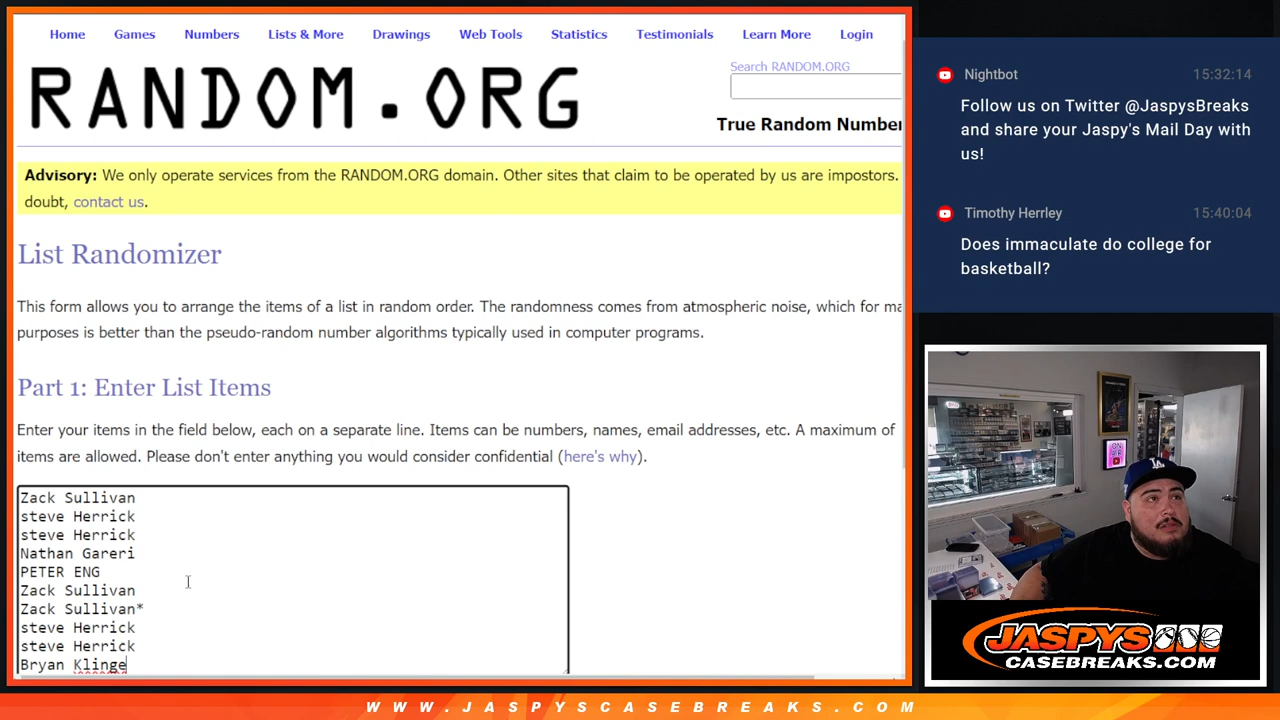 Home Games Numbers Lists & More Drawings Web Tools Statistics Testimonials Learn More Login
RANDOM.ORG
Search RANDOM.ORG
True Random Number
Advisory: We only operate services from the RANDOM.ORG domain. Other sites that claim to be operated by us are impostors.
doubt, contact us.
List Randomizer
This form allows you to arrange the items of a list in random order. The randomness comes from atmospheric noise, which for ma
purposes is better than the pseudo-random number algorithms typically used in computer programs.
Part 1: Enter List Items
Enter your items in the field below, each on a separate line. Items can be numbers, names, email addresses, etc. A maximum of
items are allowed. Please don't enter anything you would consider confidential (here's why).
Zack Sullivan
steve Herrick
steve Herrick
Nathan Gareri
PETER ENG
Zack Sullivan
Zack Sullivan*
steve Herrick
steve Herrick
Bryan Klinge
Nightbot 15:32:14
Follow us on Twitter @JaspysBreaks
and share your Jaspy's Mail Day with
us!
Timothy Herrley 15:40:04
Does immaculate do college for
basketball?
LA
JASPYS
CASEBREAKS.COM
WWW.JASPYSCASEBREAKS.COM